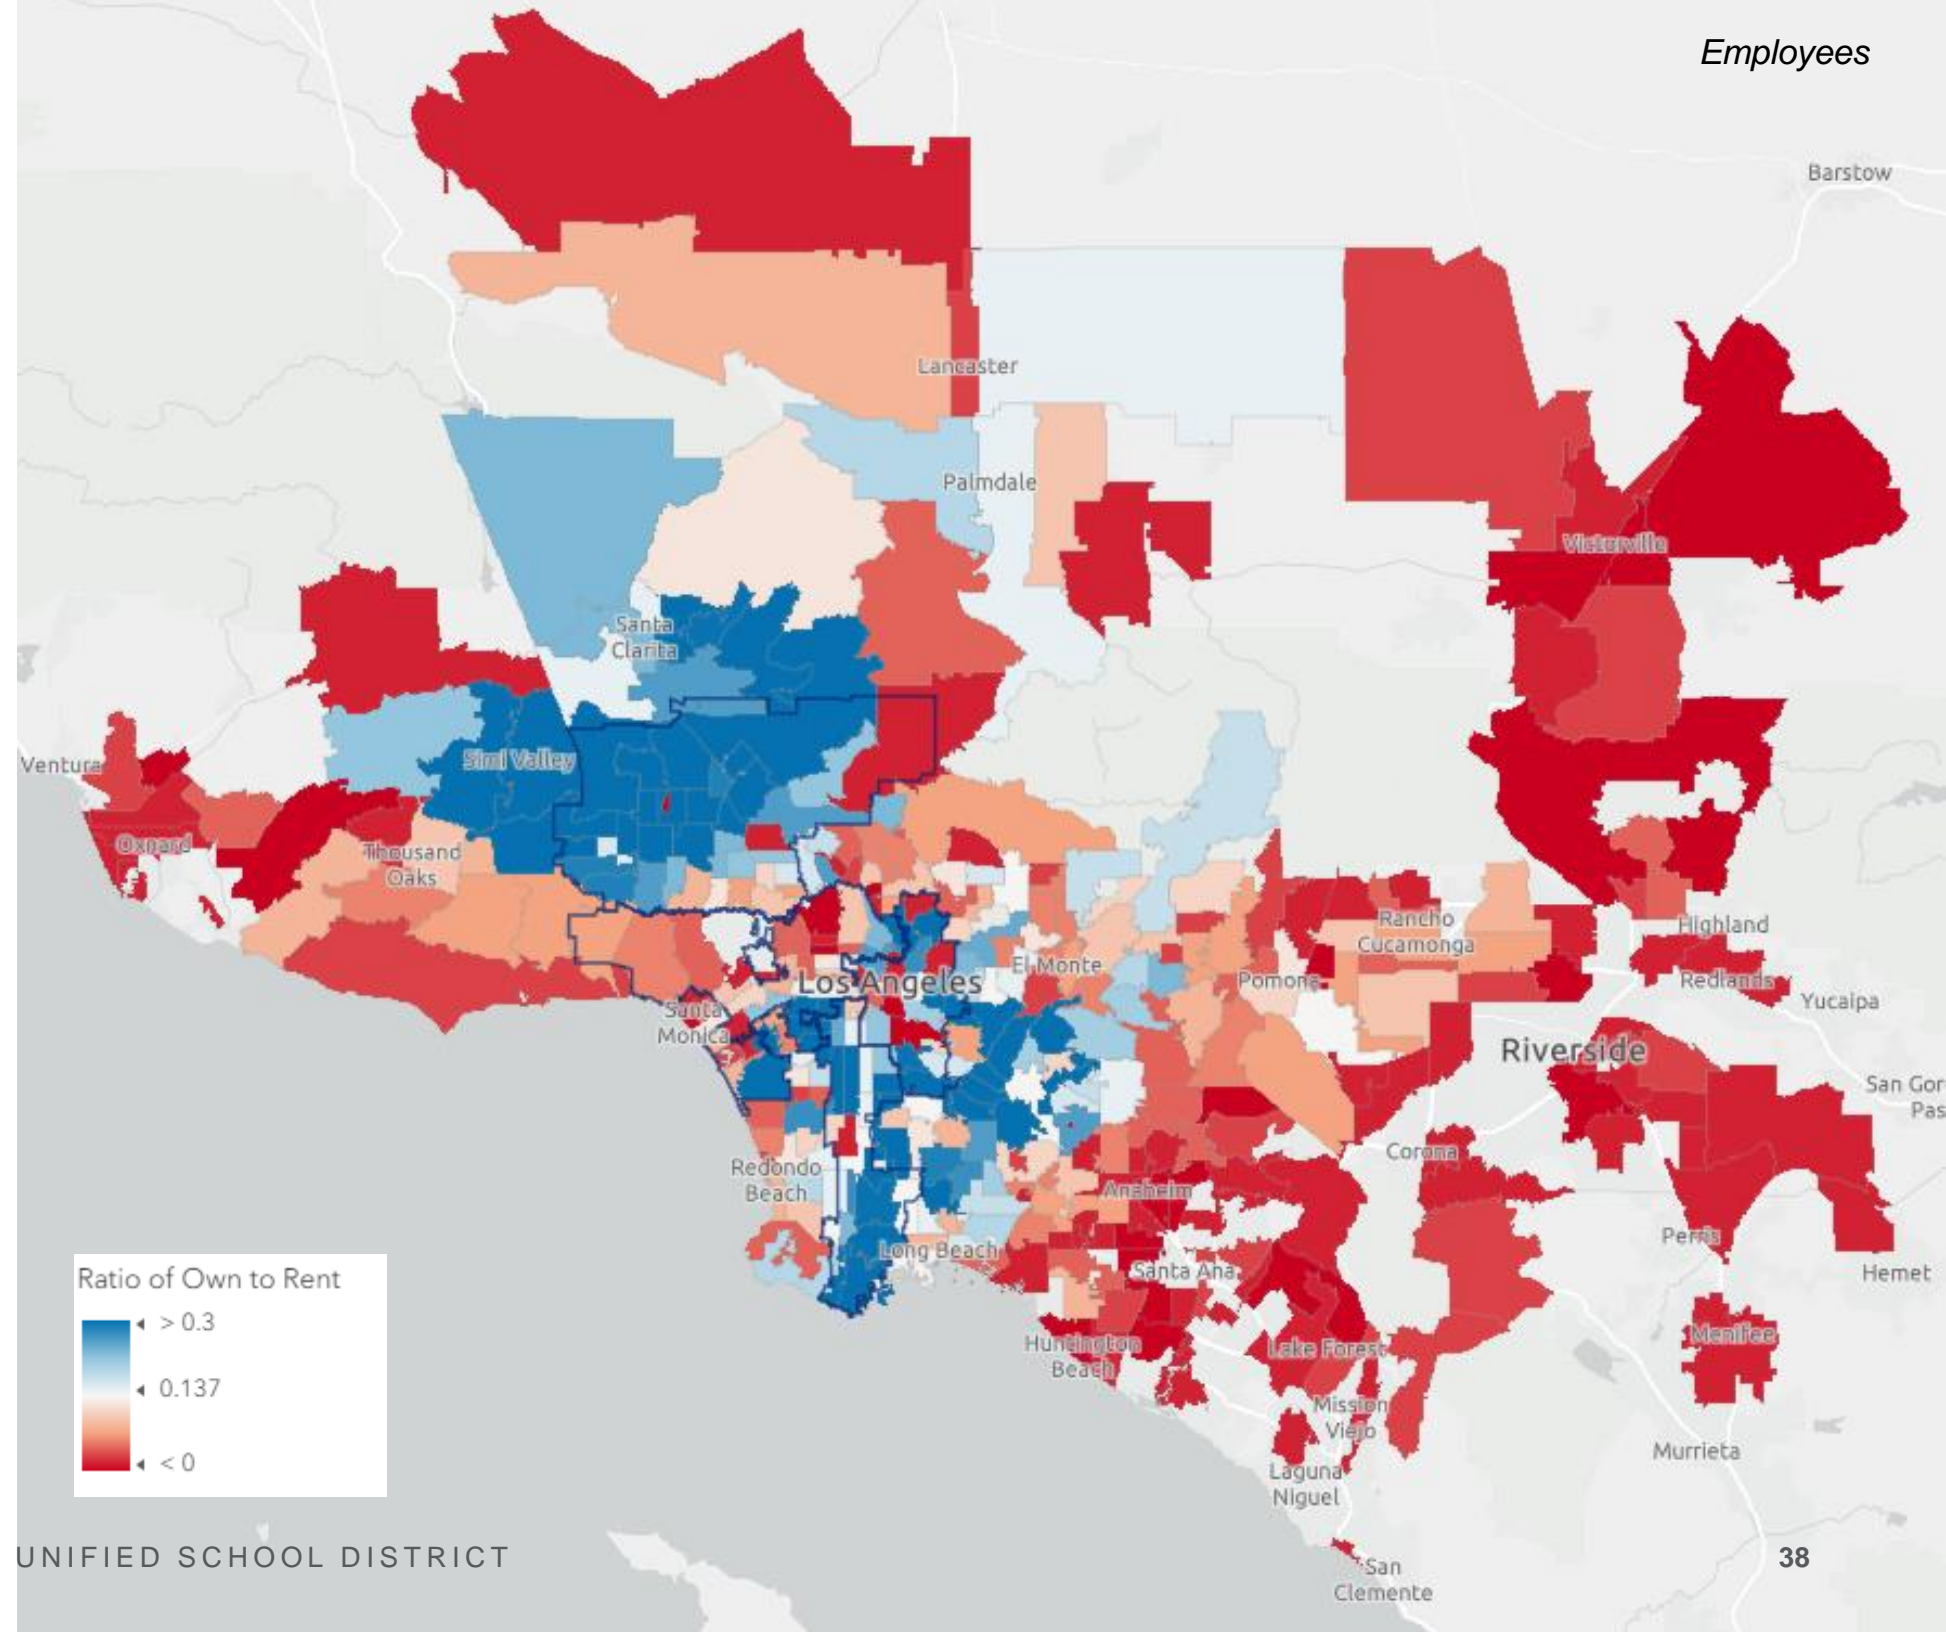 Employees
Barstow
Lancaster
Palmdale
Victorville
Santa
Clarita
Ventura
Simi Valley
Oxnard
Thousand
Oaks
Rancho
Cucamonga
Highland
El Monte
Los Angeles
Pomona
Redlands
Yucaipa
Santa
Monica
Riverside
San Gor
Pas
Corona
Redondo
Beach
Anaheim
Perris
Long Beach
Santa Ana
Hemet
Huntington
Beach
Lake Forest
Menifee
Mission
Viejo
Murrieta
Laguna
Niguel
San
Clemente
Ratio of Own to Rent
> 0.3
0.137
< 0
UNIFIED SCHOOL DISTRICT
38